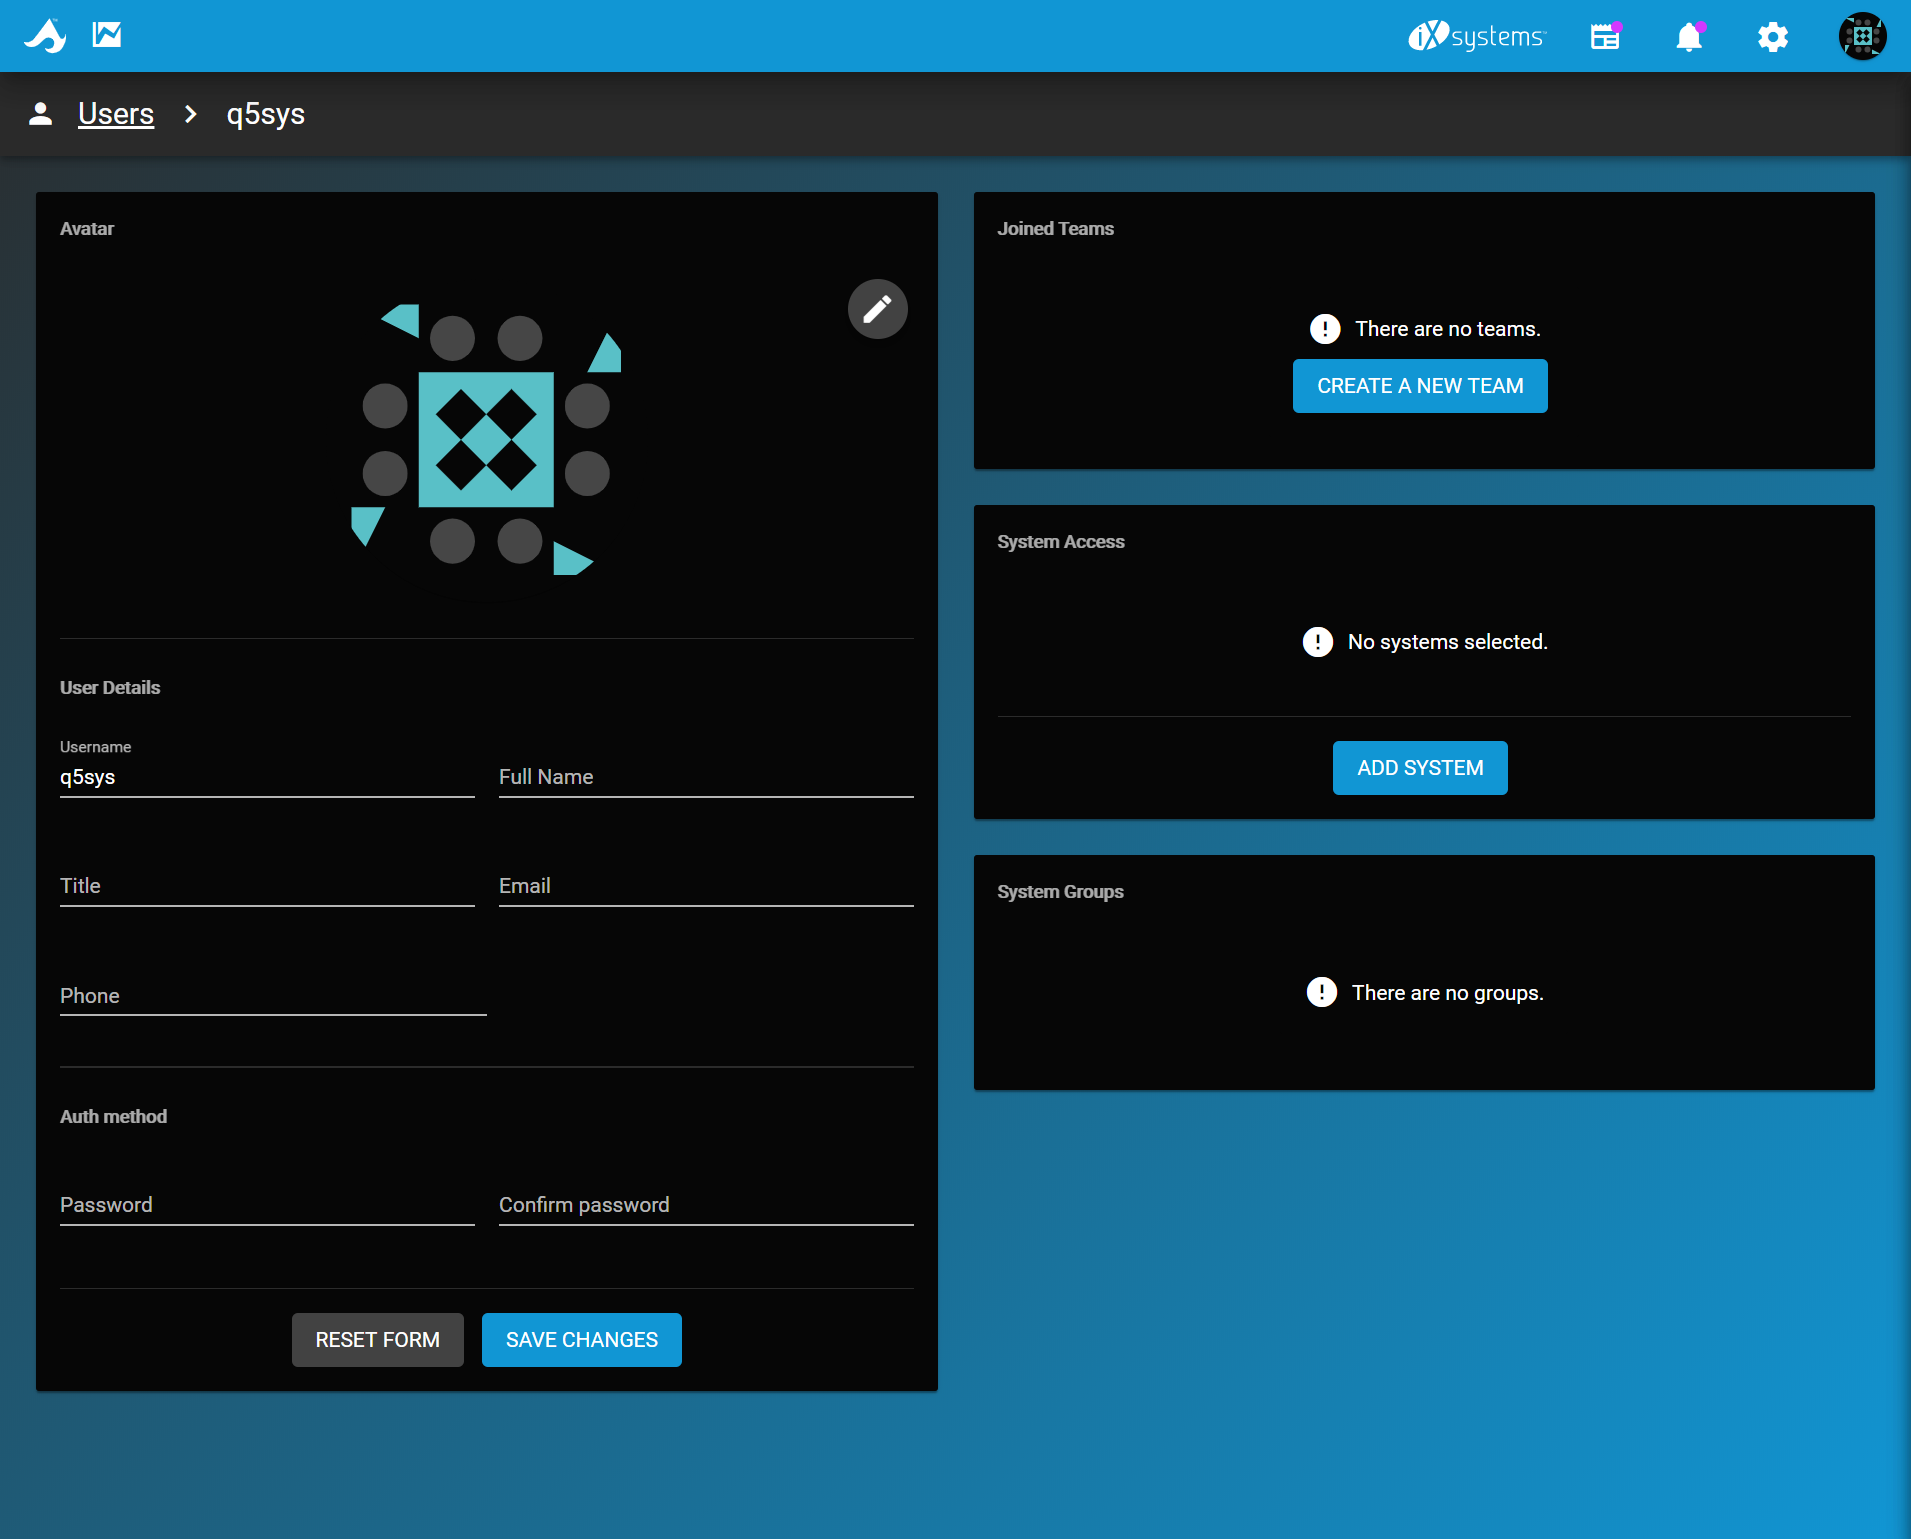 iXsystems
Users > q5sys
Avatar
User Details
Username
q5sys
Full Name
Title
Email
Phone
Auth method
Password
Confirm password
RESET FORM
SAVE CHANGES
Joined Teams
There are no teams.
CREATE A NEW TEAM
System Access
No systems selected.
ADD SYSTEM
System Groups
There are no groups.